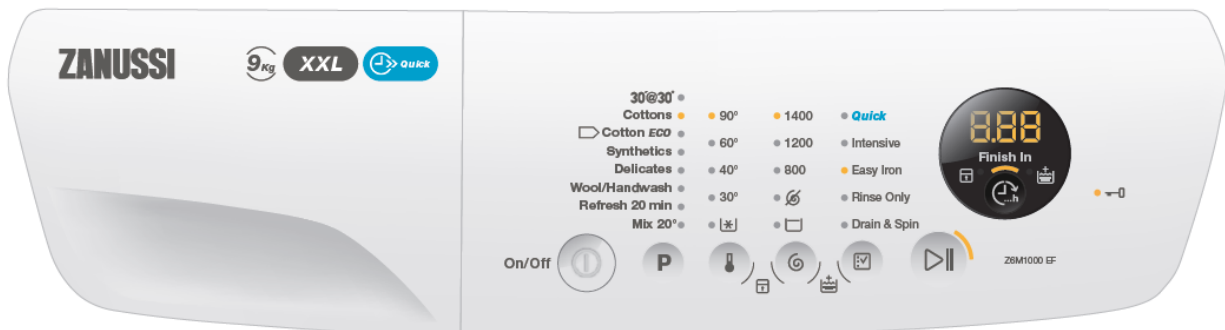 ZANUSSI
9Kg
XXL
Quick
30'@30°
Cottons
Cotton ECO
Synthetics
Delicates
Wool/Handwash
Refresh 20 min
Mix 20°
90°
60°
40°
30°
1400
1200
800
Quick
Intensive
Easy Iron
Rinse Only
Drain & Spin
8.88
Finish In
...h
On/Off
P
Z6M1000 EF